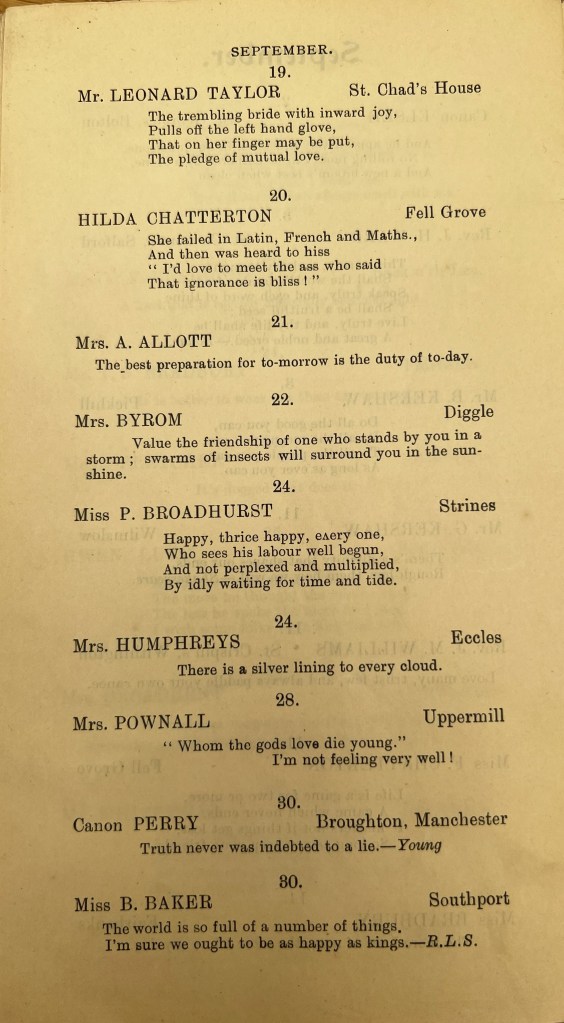 SEPTEMBER.
19.
Mr. LEONARD TAYLOR St. Chad's House
The trembling bride with inward joy,
Pulls off the left hand glove,
That on her finger may be put,
The pledge of mutual love.
20.
HILDA CHATTERTON Fell Grove
She failed in Latin, French and Maths.,
And then was heard to hiss
“ I'd love to meet the ass who said
That ignorance is bliss ! ”
21.
Mrs. A. ALLOTT
The best preparation for to-morrow is the duty of to-day.
22.
Mrs. BYROM Diggle
Value the friendship of one who stands by you in a
storm ; swarms of insects will surround you in the sun-
shine.
24.
Miss P. BROADHURST Strines
Happy, thrice happy, eʌery one,
Who sees his labour well begun,
And not perplexed and multiplied,
By idly waiting for time and tide.
24.
Mrs. HUMPHREYS Eccles
There is a silver lining to every cloud.
28.
Mrs. POWNALL Uppermill
“ Whom the gods love die young.”
I'm not feeling very well !
30.
Canon PERRY Broughton, Manchester
Truth never was indebted to a lie.—Young
30.
Miss B. BAKER Southport
The world is so full of a number of things.
I'm sure we ought to be as happy as kings.—R.L.S.